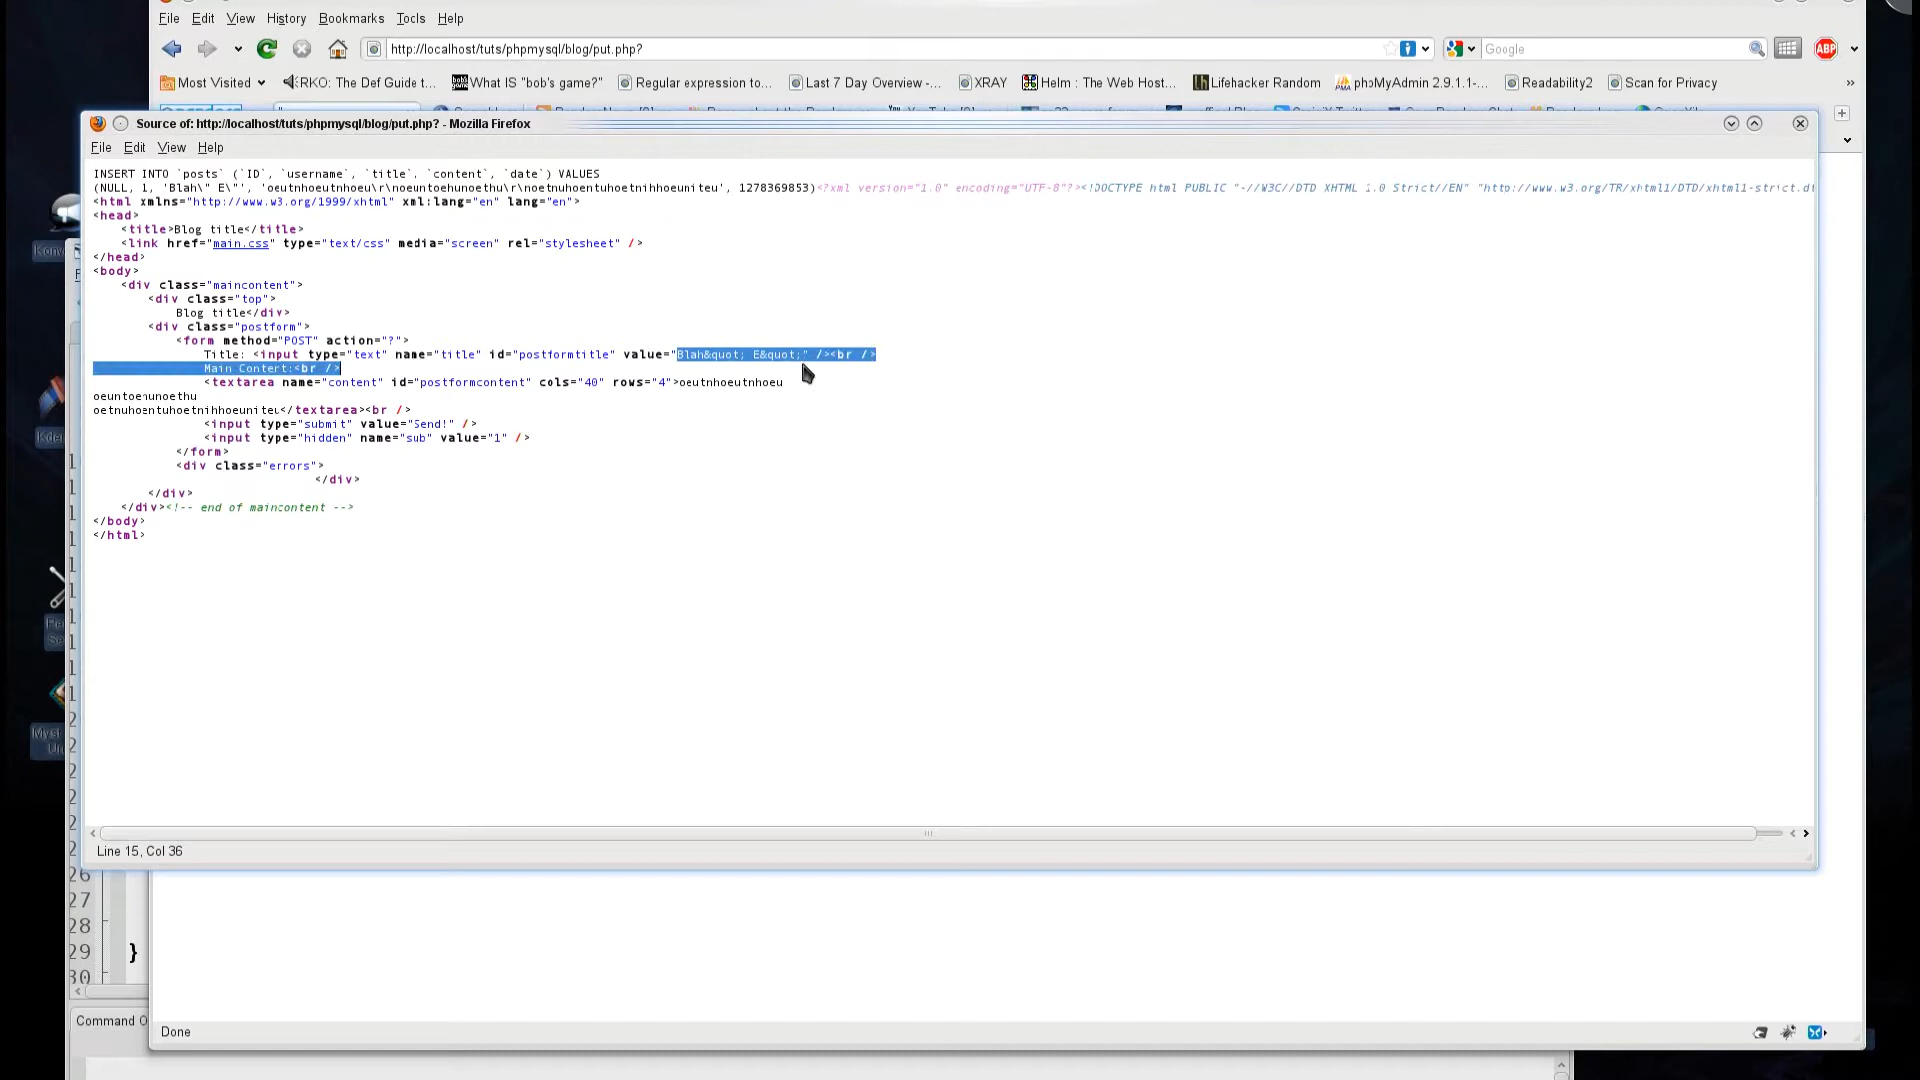 File Edit View History Bookmarks Tools Help
http://localhost/tuts/phpmysql/blog/put.php?
Google
ABP
Most Visited
RKO: The Def Guide t...
What IS "bob's game?"
Regular expression to...
Last 7 Day Overview -...
XRAY
Helm : The Web Host...
Lifehacker Random
phpMyAdmin 2.9.1.1-...
Readability2
Scan for Privacy
Source of: http://localhost/tuts/phpmysql/blog/put.php? - Mozilla Firefox
File Edit View Help
INSERT INTO `posts` (`ID`, `username`, `title`, `content`, `date`) VALUES
(NULL, 1, 'Blah\" E\"', 'oeutnhoeutnhoeu\r\noeuntoehunoethu\r\noetnuhoentuhoetnihhoeuniteu', 1278369853)<?xml version="1.0" encoding="UTF-8"?><!DOCTYPE html PUBLIC "-//W3C//DTD XHTML 1.0 Strict//EN" "http://www.w3.org/TR/xhtml1/DTD/xhtml1-strict.dt
<html xmlns="http://www.w3.org/1999/xhtml" xml:lang="en" lang="en">
<head>
<title>Blog title</title>
<link href="main.css" type="text/css" media="screen" rel="stylesheet" />
</head>
<body>
<div class="maincontent">
<div class="top">
Blog title</div>
<div class="postform">
<form method="POST" action="?">
Title: <input type="text" name="title" id="postformtitle" value="Blah&quot; E&quot;" /><br />
Main Content:<br />
<textarea name="content" id="postformcontent" cols="40" rows="4">oeutnhoeutnhoeu
oeuntoehunoethu
oetnuhoentuhoetnihhoeuniteu</textarea><br />
<input type="submit" value="Send!" />
<input type="hidden" name="sub" value="1" />
</form>
<div class="errors">
</div>
</div>
</div><!-- end of maincontent -->
</body>
</html>
Line 15, Col 36
26
27
28
29 }
30
Command O
Done